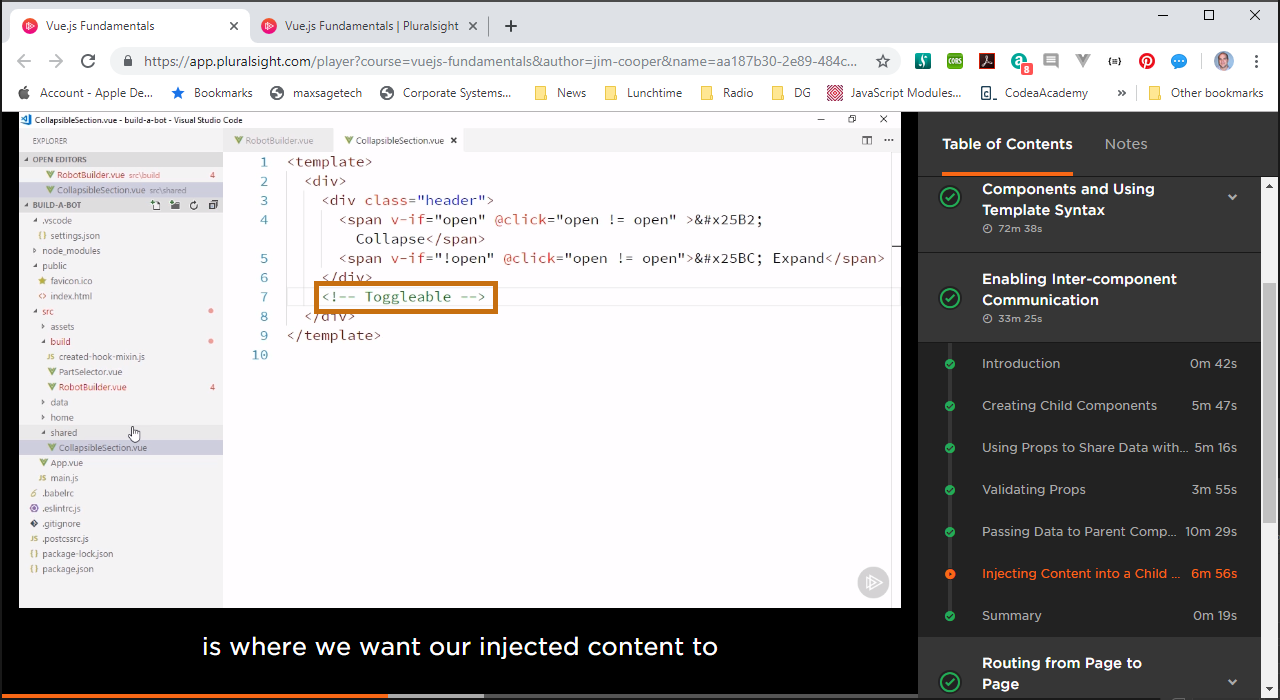 Vue.js Fundamentals
Vue.js Fundamentals | Pluralsight
https://app.pluralsight.com/player?course=vuejs-fundamentals&author=jim-cooper&name=aa187b30-2e89-484c...
CORS
8
Account - Apple De...
Bookmarks
maxsagetech
Corporate Systems...
News
Lunchtime
Radio
DG
JavaScript Modules...
CodeaAcademy
»
Other bookmarks
CollapsibleSection.vue - build-a-bot - Visual Studio Code
EXPLORER
OPEN EDITORS
RobotBuilder.vue src\build 4
CollapsibleSection.vue src\shared
BUILD-A-BOT
.vscode
{} settings.json
node_modules
public
favicon.ico
<> index.html
src
assets
build
JS created-hook-mixin.js
PartSelector.vue
RobotBuilder.vue 4
data
home
shared
CollapsibleSection.vue
App.vue
JS main.js
.babelrc
.eslintrc.js
.gitignore
JS .postcssrc.js
{} package-lock.json
{} package.json
RobotBuilder.vue
CollapsibleSection.vue
1 <template>
2 <div>
3 <div class="header">
4 <span v-if="open" @click="open != open" >&#x25B2;
Collapse</span>
5 <span v-if="!open" @click="open != open">&#x25BC; Expand</span>
6 </div>
7 <!-- Toggleable -->
8 </div>
9 </template>
10
is where we want our injected content to
Table of Contents
Notes
Components and Using
Template Syntax
72m 38s
Enabling Inter-component
Communication
33m 25s
Introduction 0m 42s
Creating Child Components 5m 47s
Using Props to Share Data with... 5m 16s
Validating Props 3m 55s
Passing Data to Parent Comp... 10m 29s
Injecting Content into a Child ... 6m 56s
Summary 0m 19s
Routing from Page to
Page